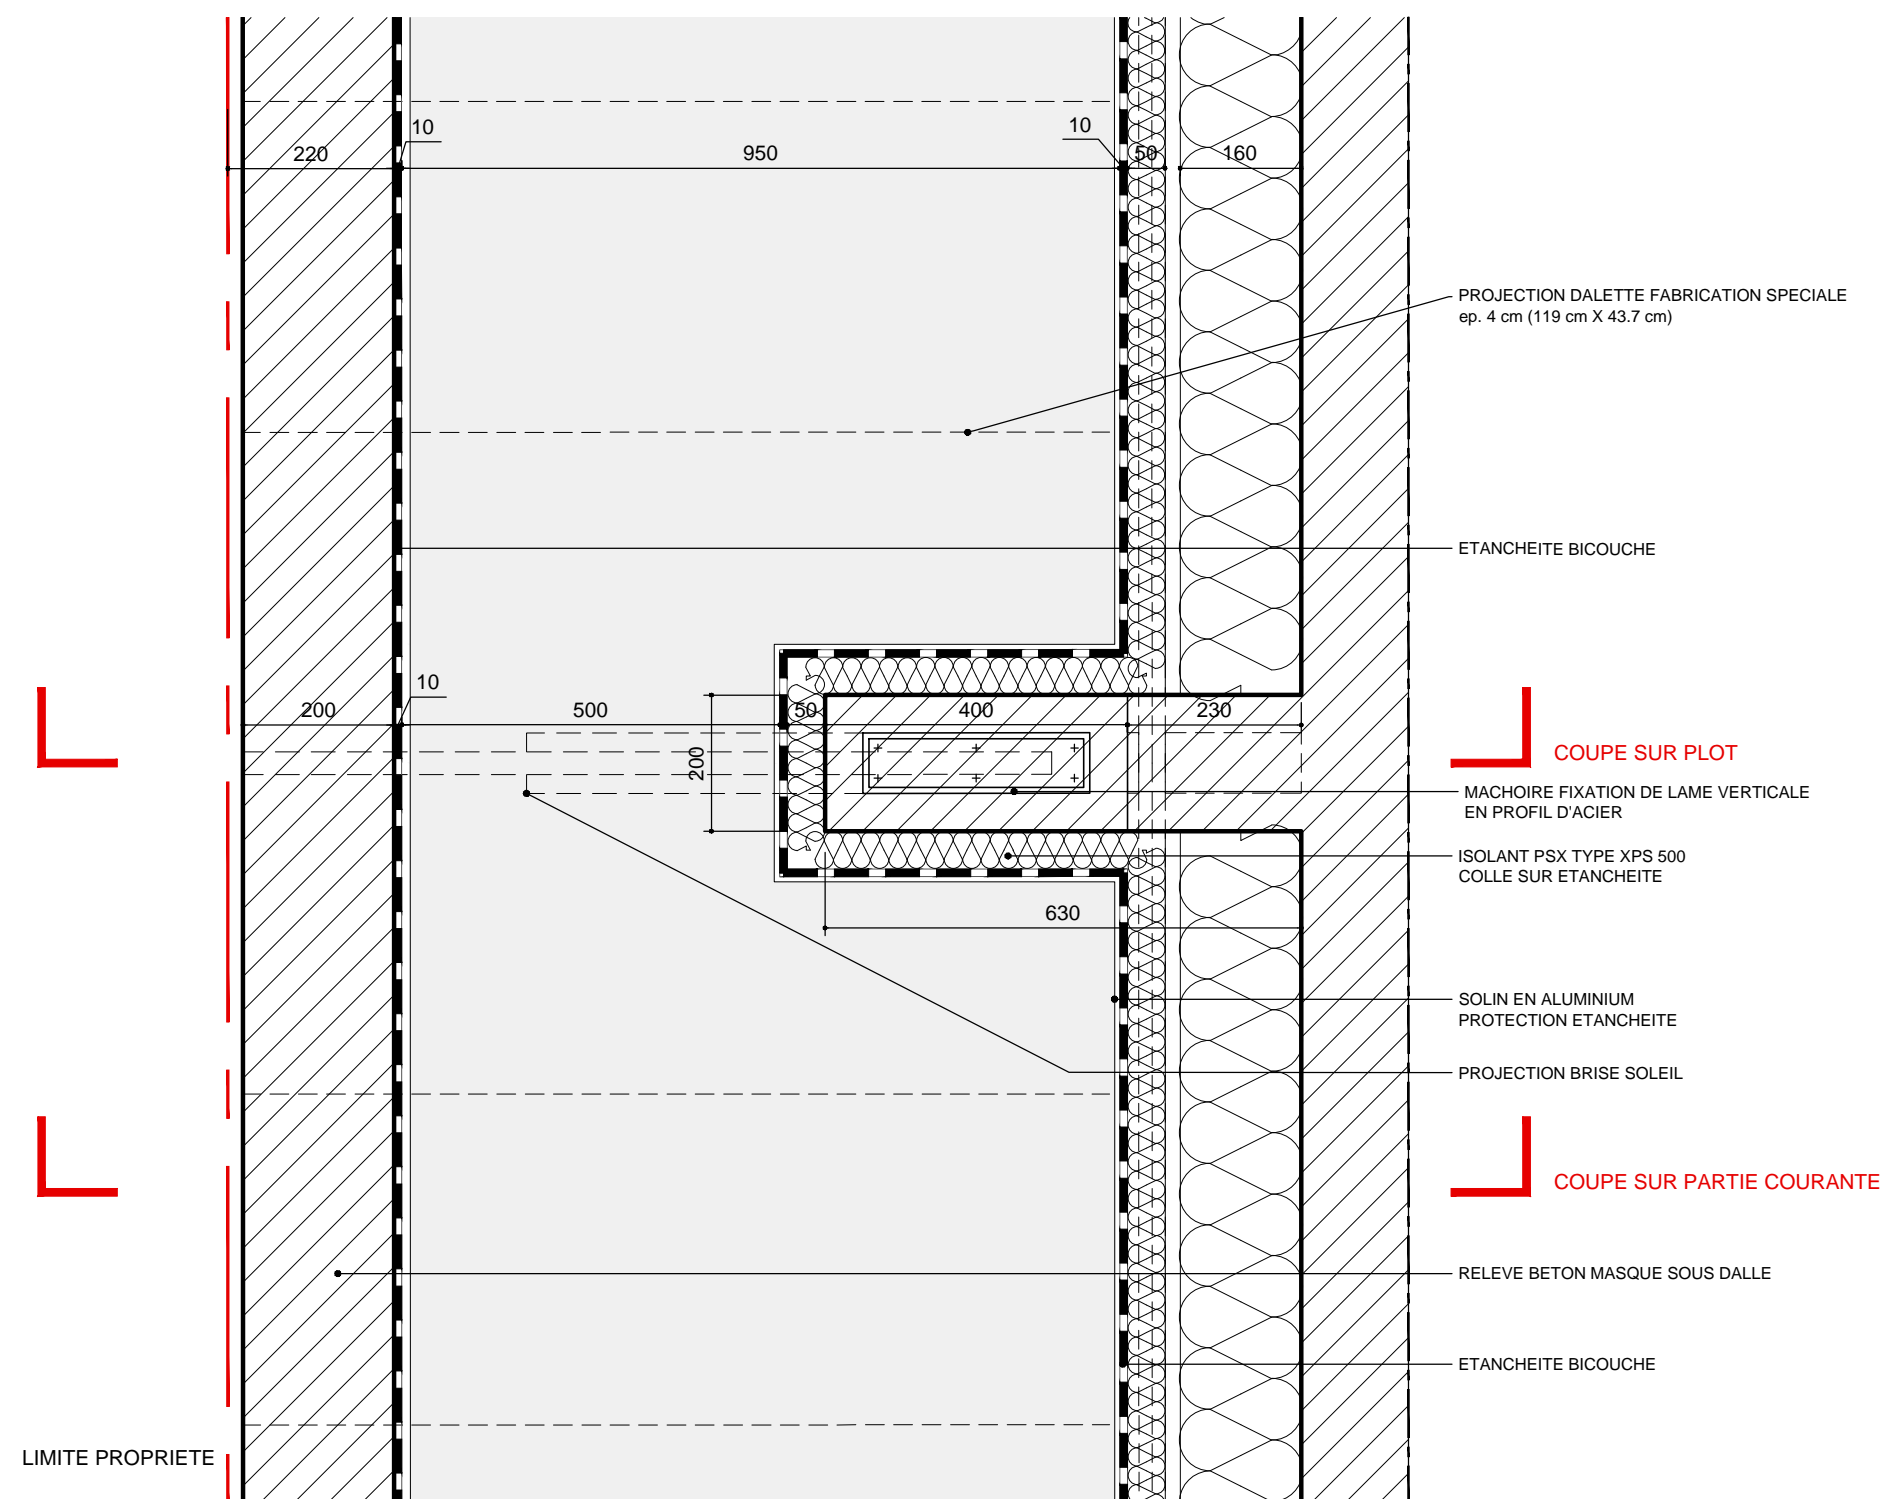 10
10
220
950
50
160
PROJECTION DALETTE FABRICATION SPECIALE
ep. 4 cm (119 cm X 43.7 cm)
ETANCHEITE BICOUCHE
10
200
500
50
400
230
200
COUPE SUR PLOT
MACHOIRE FIXATION DE LAME VERTICALE
EN PROFIL D'ACIER
ISOLANT PSX TYPE XPS 500
COLLE SUR ETANCHEITE
630
SOLIN EN ALUMINIUM
PROTECTION ETANCHEITE
PROJECTION BRISE SOLEIL
COUPE SUR PARTIE COURANTE
RELEVE BETON MASQUE SOUS DALLE
ETANCHEITE BICOUCHE
LIMITE PROPRIETE